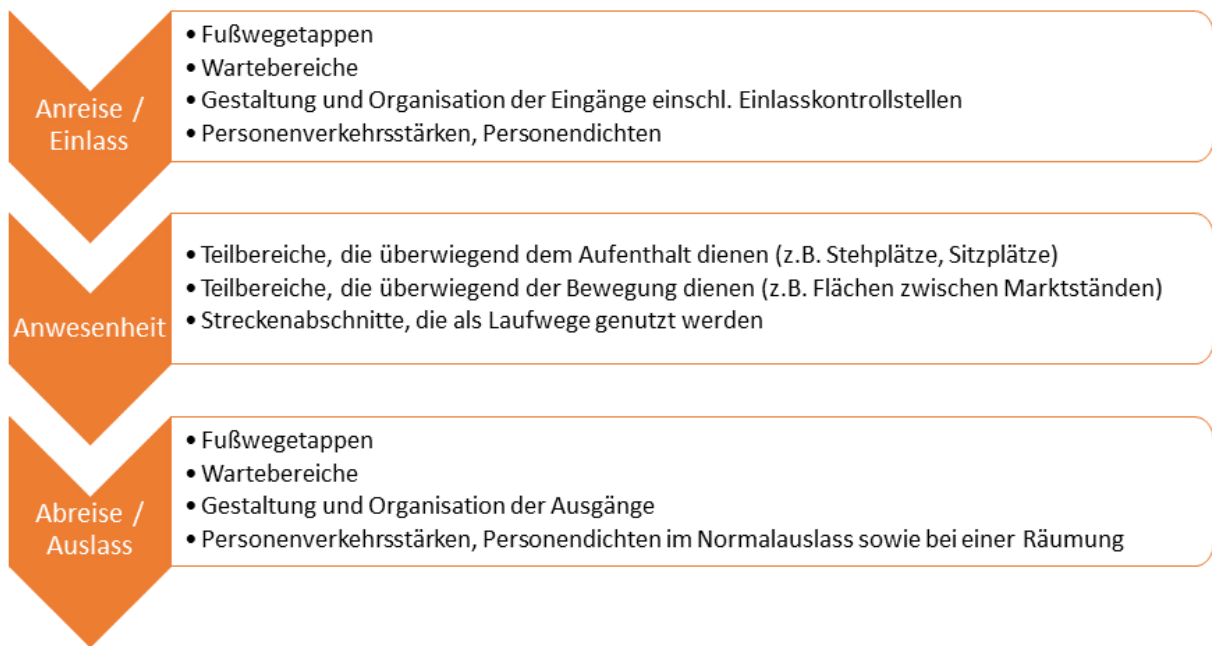 Anreise /
Einlass
• Fußwegetappen
• Wartebereiche
• Gestaltung und Organisation der Eingänge einschl. Einlasskontrollstellen
• Personenverkehrsstärken, Personendichten
Anwesenheit
• Teilbereiche, die überwiegend dem Aufenthalt dienen (z.B. Stehplätze, Sitzplätze)
• Teilbereiche, die überwiegend der Bewegung dienen (z.B. Flächen zwischen Marktständen)
• Streckenabschnitte, die als Laufwege genutzt werden
Abreise /
Auslass
• Fußwegetappen
• Wartebereiche
• Gestaltung und Organisation der Ausgänge
• Personenverkehrsstärken, Personendichten im Normalauslass sowie bei einer Räumung